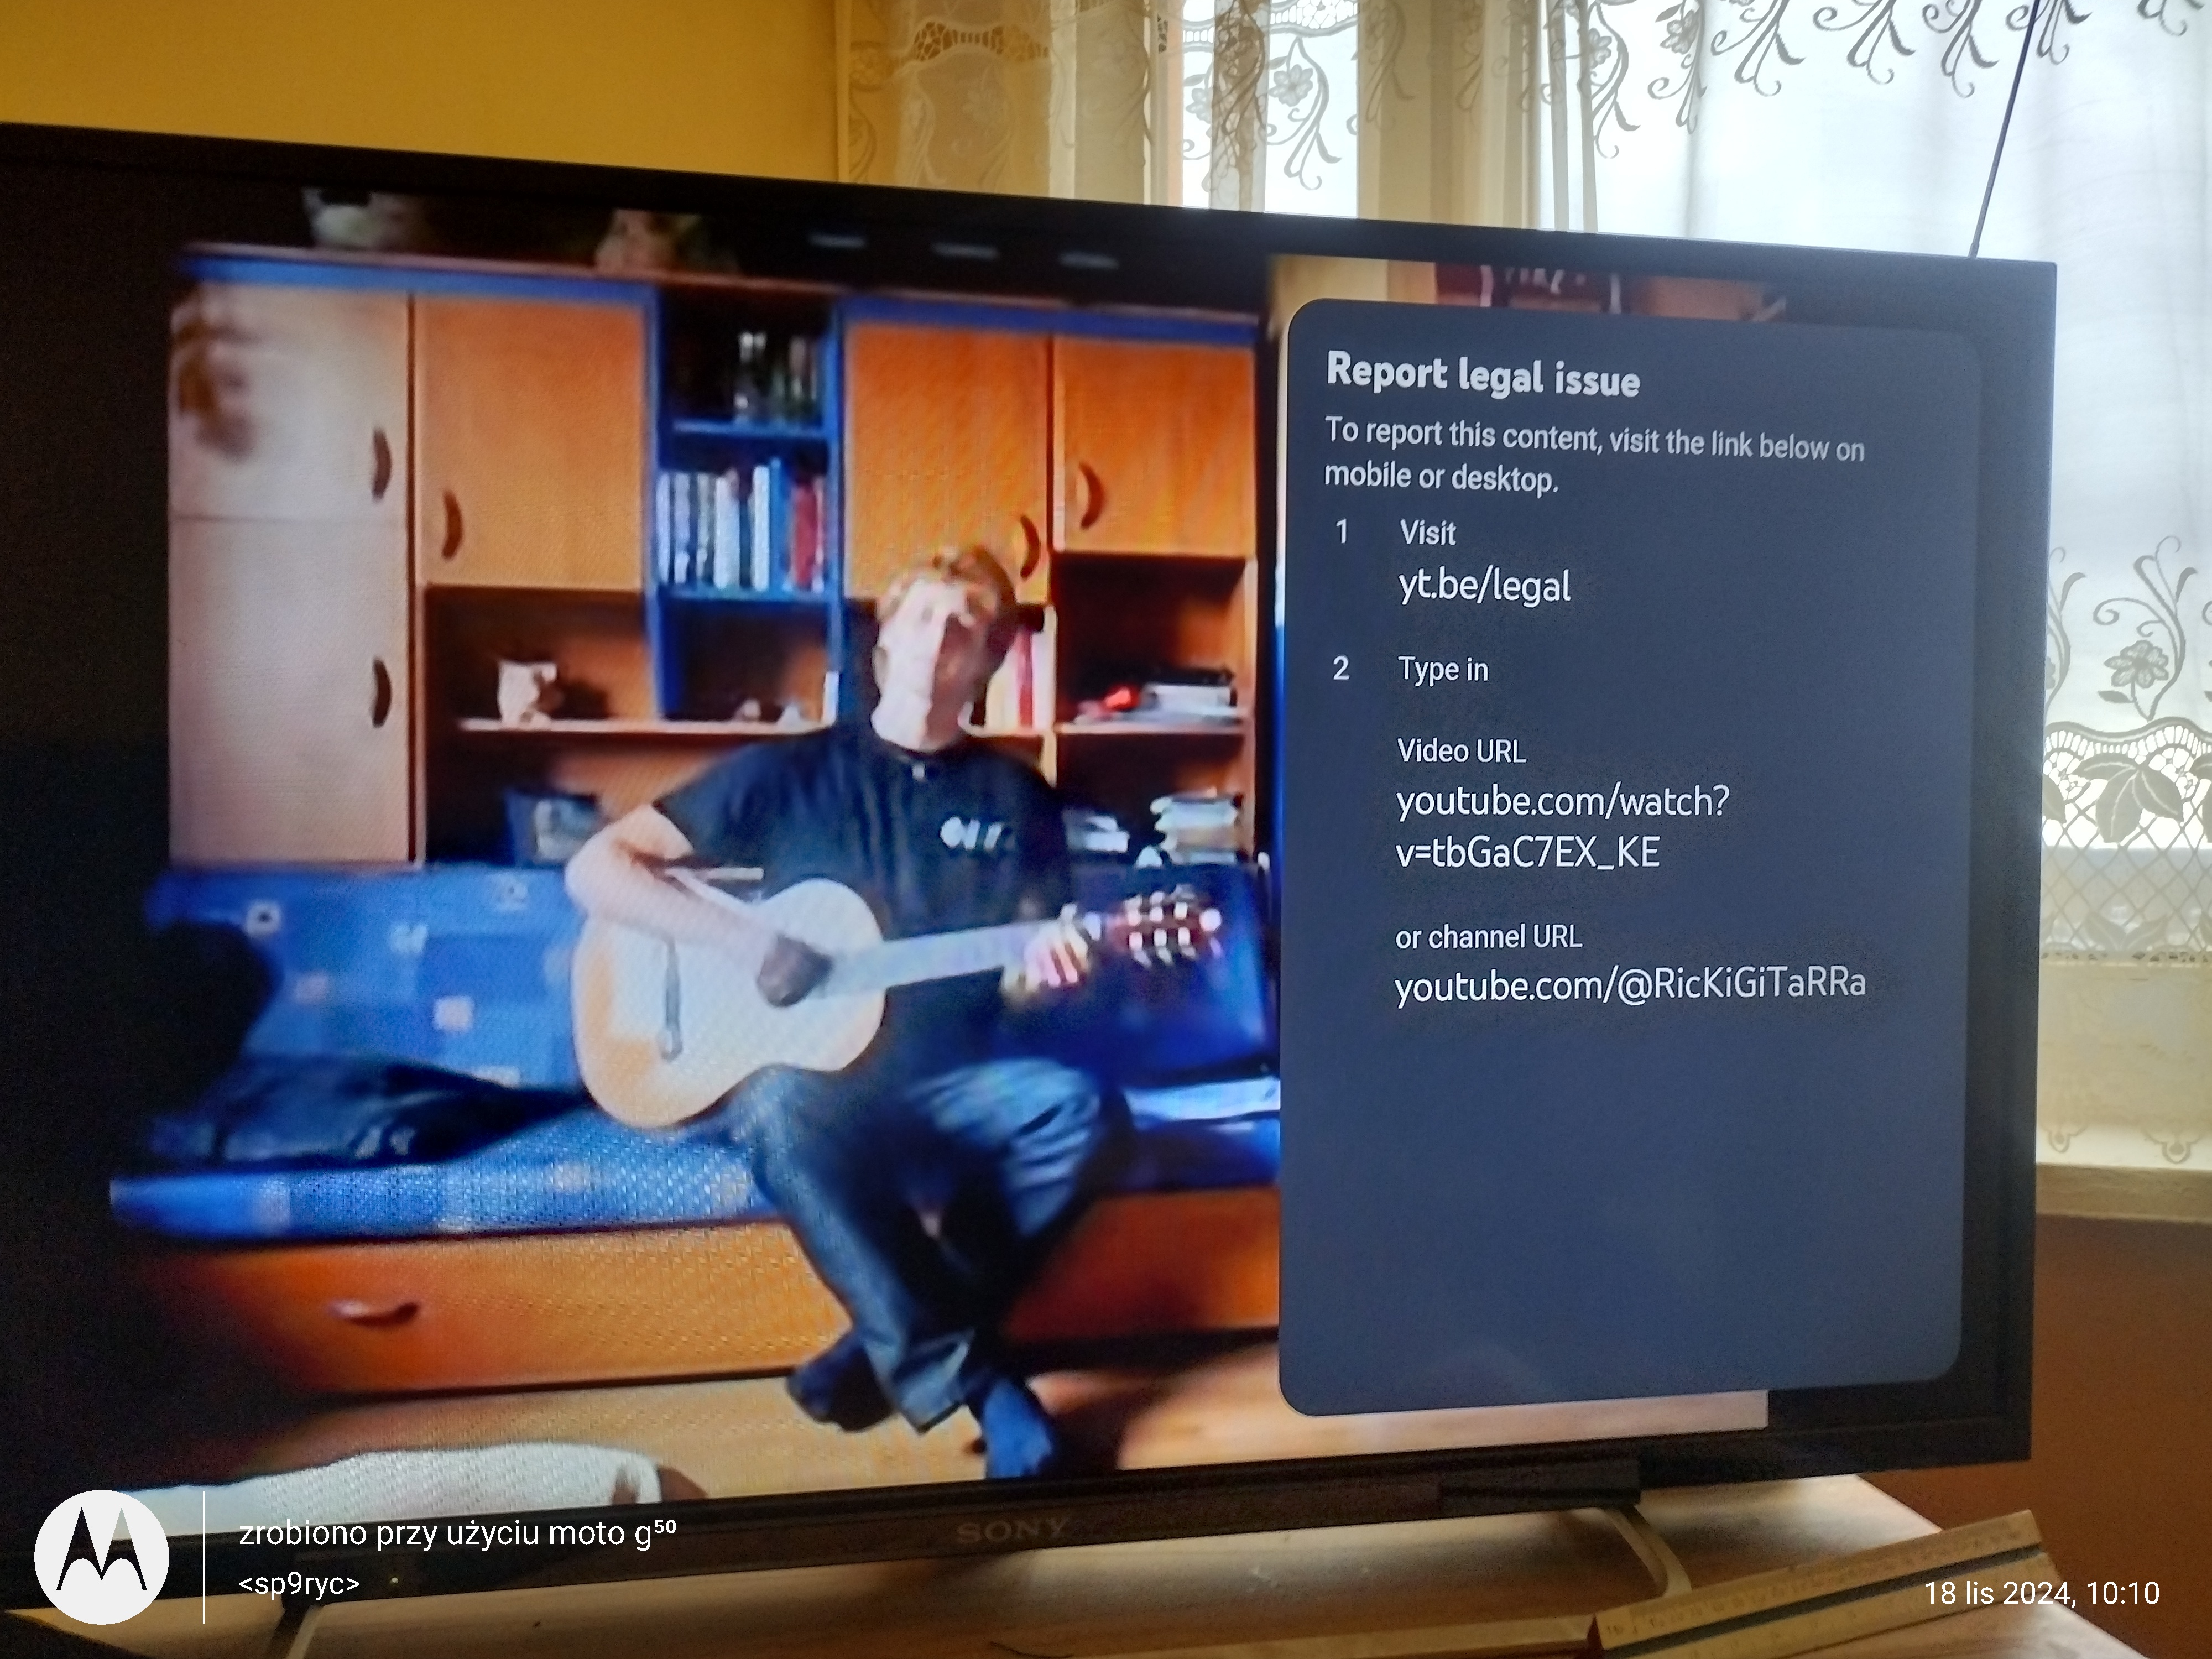 Report legal issue
To report this content, visit the link below on
mobile or desktop.
1 Visit
yt.be/legal
2 Type in
Video URL
youtube.com/watch?
v=tbGaC7EX_KE
or channel URL
youtube.com/@RicKiGiTaRRa
SONY
zrobiono przy użyciu moto g⁵⁰
<sp9ryc>
18 lis 2024, 10:10